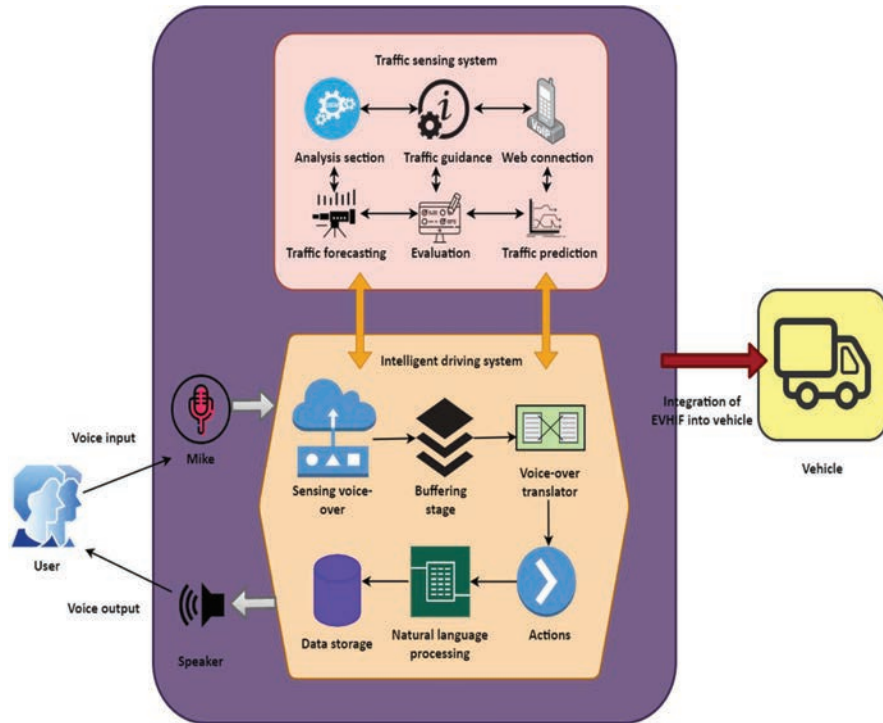 Traffic sensing system
VoIP
Analysis section
Traffic guidance
Web connection
Traffic forecasting
Evaluation
Traffic prediction
Intelligent driving system
Voice input
Mike
Sensing voice-
over
Buffering
stage
Voice-over
translator
Integration of
EVHIF into vehicle
Vehicle
User
Voice output
Speaker
Data storage
Natural language
processing
Actions